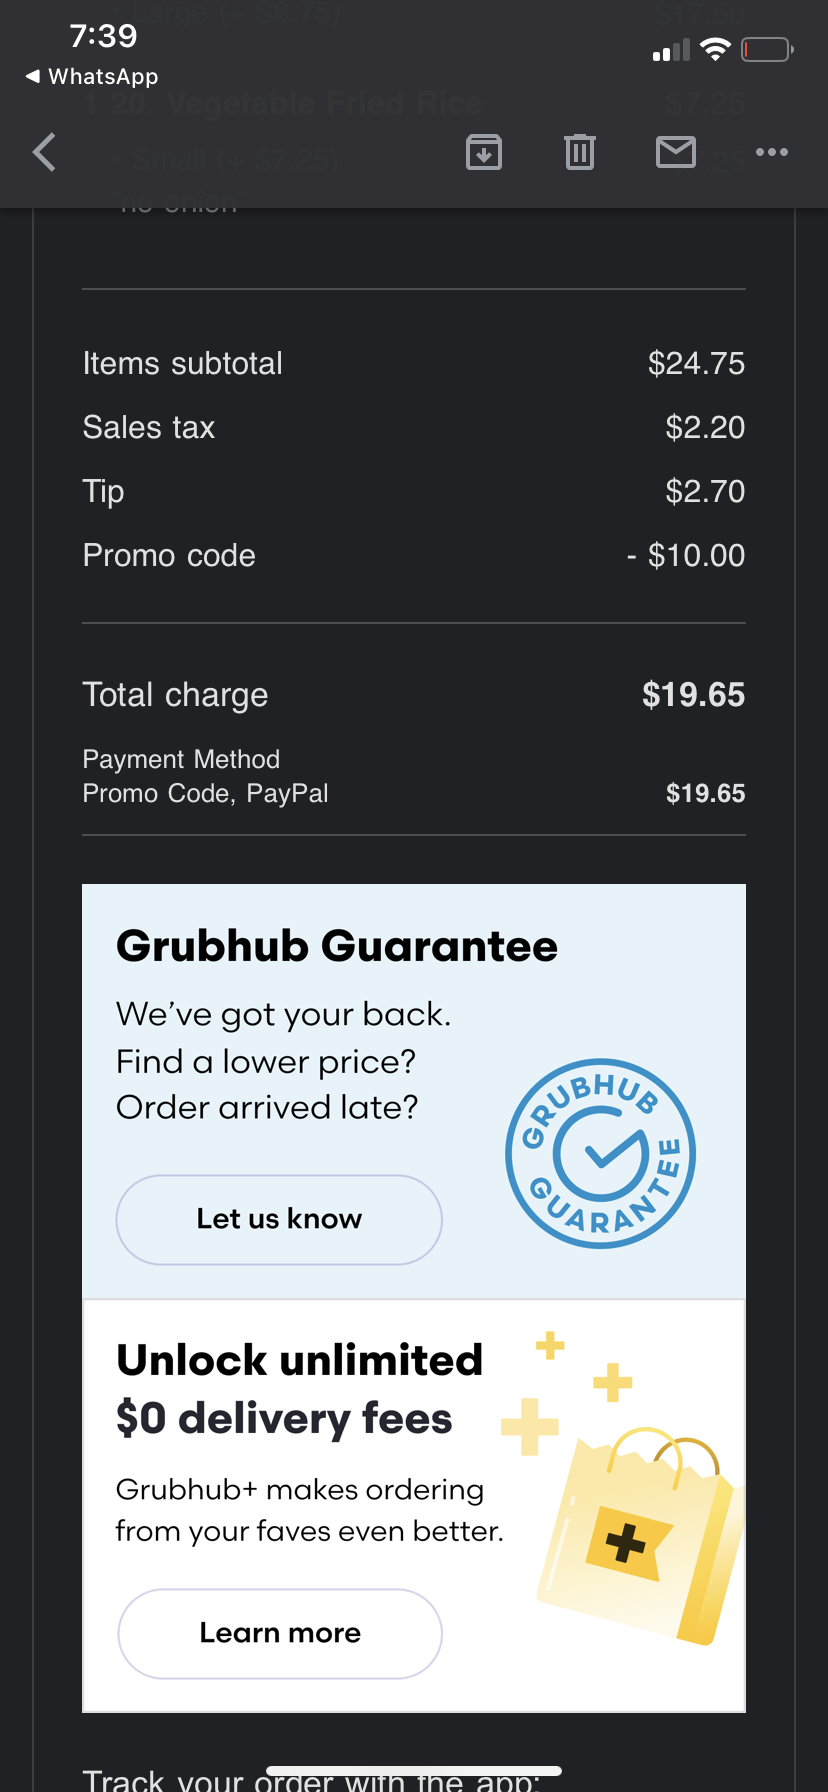 Large (+ $8.75) $17.50
7:39
WhatsApp
1 20. Vegetable Fried Rice $7.25
Small (+ $7.25) 7.25
"no onion"
Items subtotal $24.75
Sales tax $2.20
Tip $2.70
Promo code - $10.00
Total charge $19.65
Payment Method
Promo Code, PayPal $19.65
Grubhub Guarantee
We've got your back.
Find a lower price?
Order arrived late?
GRUBHUB
GUARANTEE
Let us know
Unlock unlimited
$0 delivery fees
Grubhub+ makes ordering
from your faves even better.
Learn more
Track your order with the app: